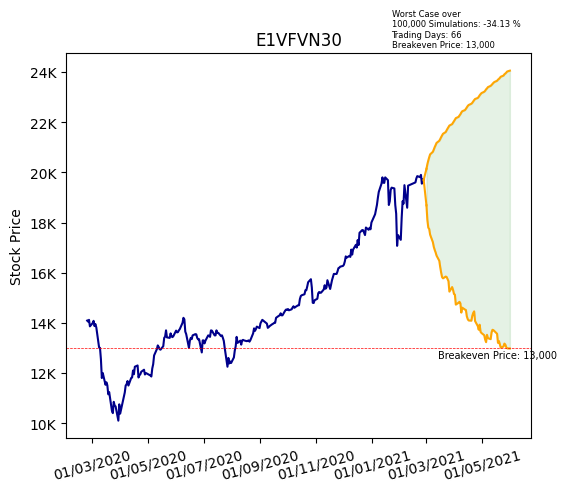 Worst Case over
100,000 Simulations: -34.13 %
Trading Days: 66
Breakeven Price: 13,000
E1VFVN30
Stock Price
24K
22K
20K
18K
16K
14K
12K
10K
Breakeven Price: 13,000
01/03/2020
01/05/2020
01/07/2020
01/09/2020
01/11/2020
01/01/2021
01/03/2021
01/05/2021